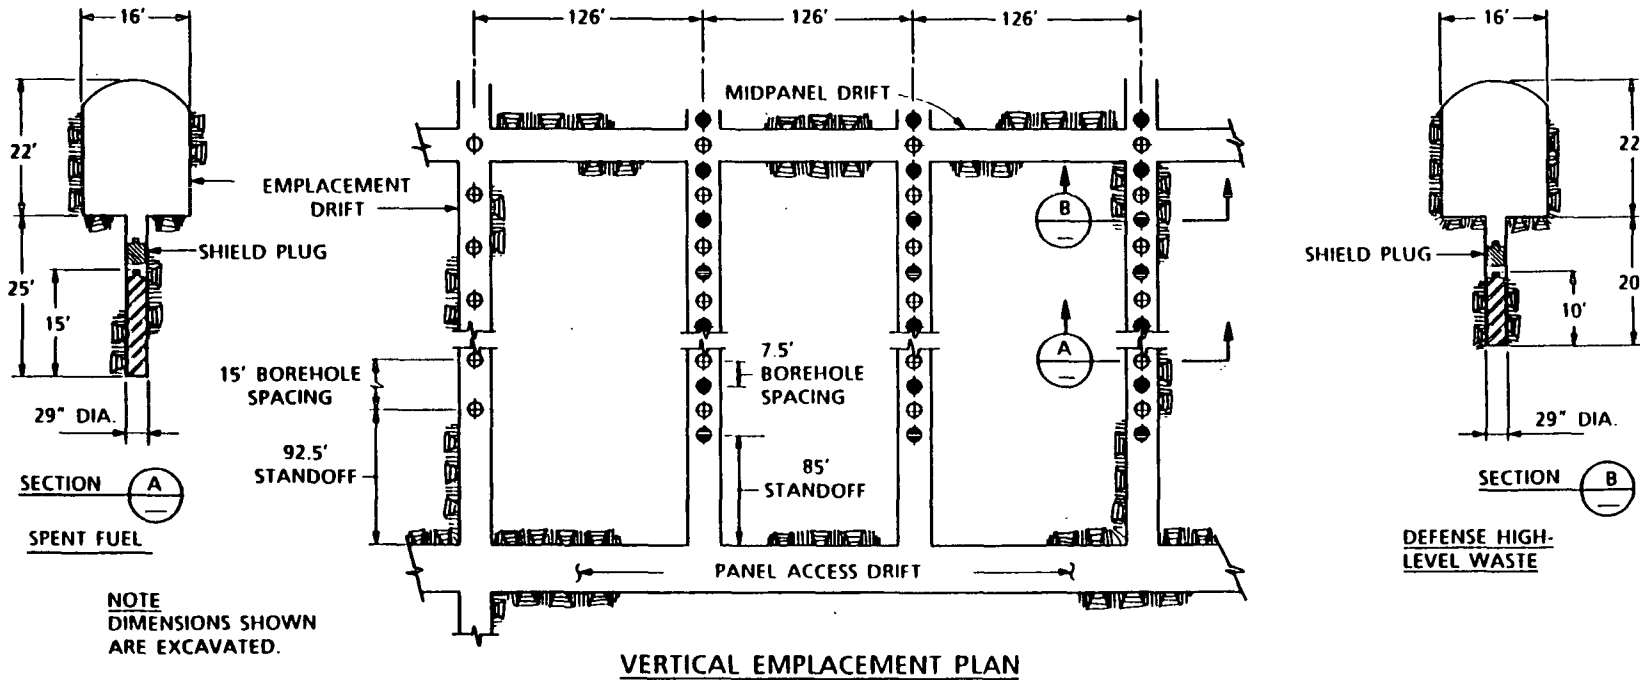 16'
126'
126'
126'
16'
MIDPANEL DRIFT
22'
22
EMPLACEMENT
DRIFT
B
SHIELD PLUG
SHIELD PLUG
25'
20
15'
10'
A
15' BOREHOLE
SPACING
7.5'
BOREHOLE
SPACING
29" DIA.
29" DIA.
92.5'
STANDOFF
85'
STANDOFF
SECTION A
SPENT FUEL
SECTION B
DEFENSE HIGH-
LEVEL WASTE
PANEL ACCESS DRIFT
NOTE
DIMENSIONS SHOWN
ARE EXCAVATED.
VERTICAL EMPLACEMENT PLAN